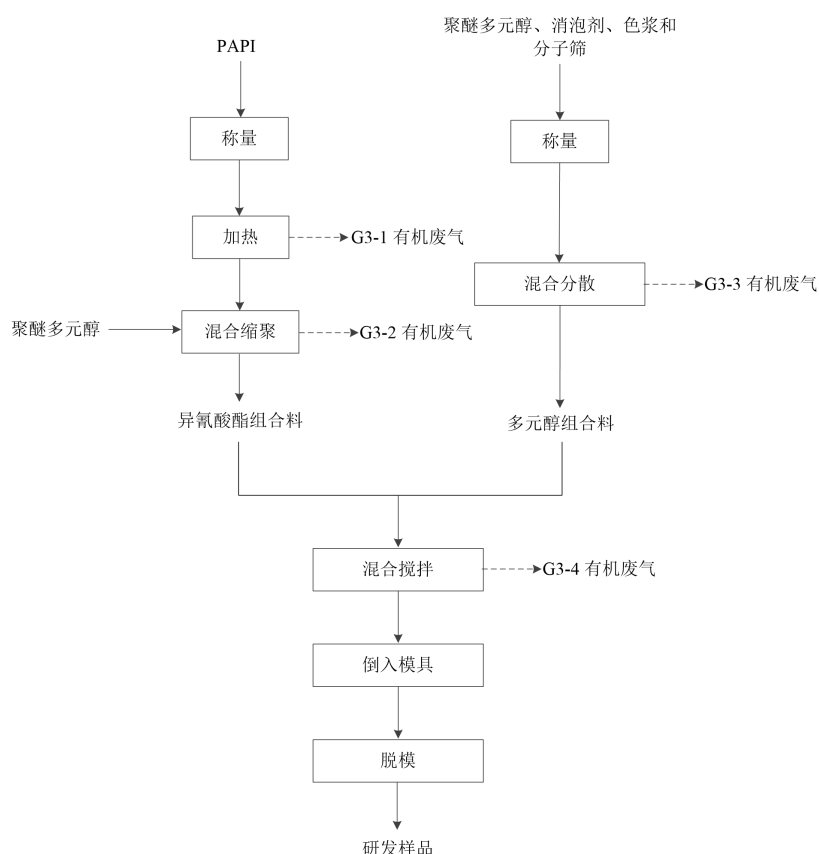 聚醚多元醇、消泡剂、色浆和
分子筛
PAPI
称量
称量
加热
G3-1 有机废气
混合分散
G3-3 有机废气
聚醚多元醇
混合缩聚
G3-2 有机废气
异氰酸酯组合料
多元醇组合料
混合搅拌
G3-4 有机废气
倒入模具
脱模
研发样品